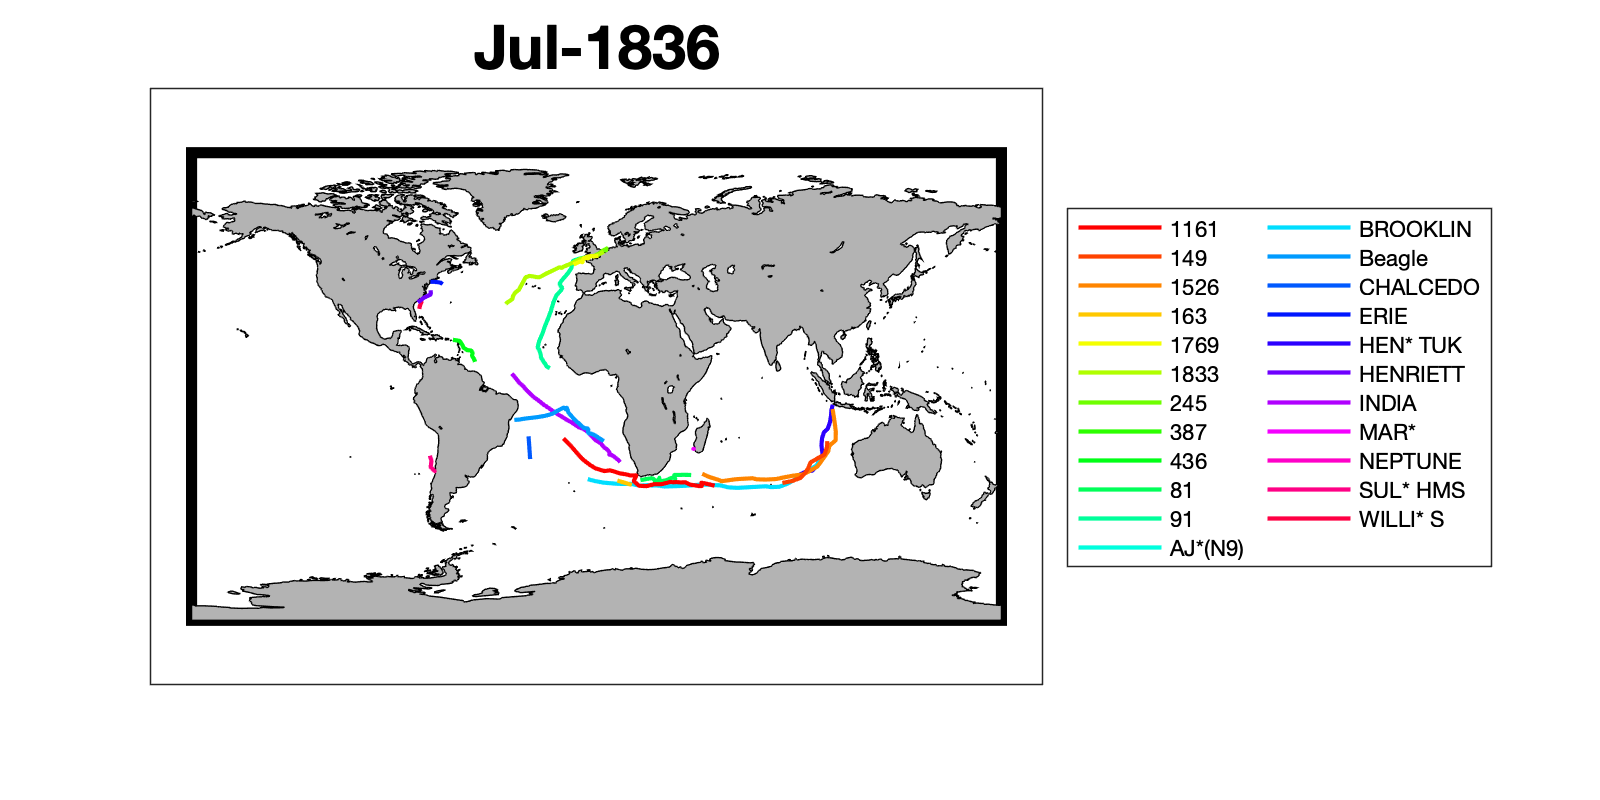 Jul-1836
1161
149
1526
163
1769
1833
245
387
436
81
91
AJ*(N9)
BROOKLIN
Beagle
CHALCEDO
ERIE
HEN* TUK
HENRIETT
INDIA
MAR*
NEPTUNE
SUL* HMS
WILLI* S